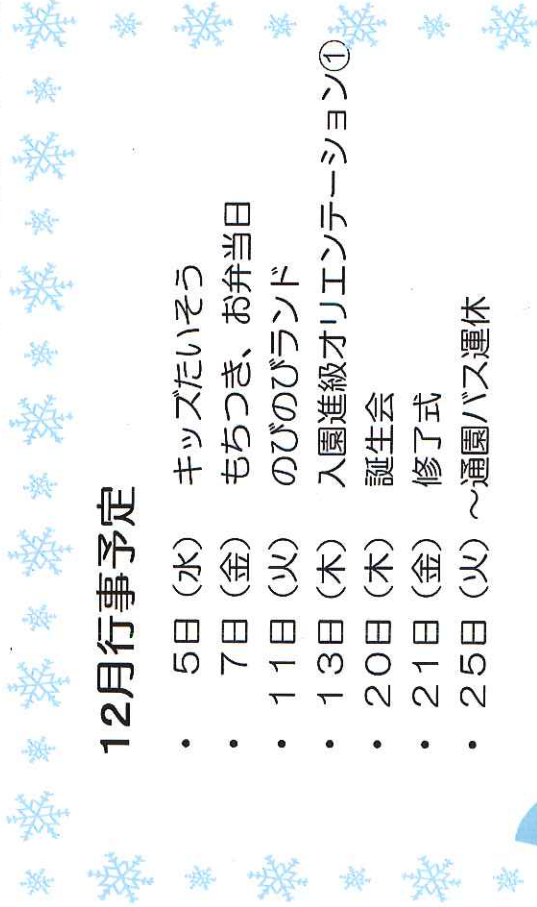 12月行事予定
・ 5日（水） キッズたいそう
・ 7日（金） もちつき、お弁当日
・11日（火） のびのびランド
・13日（木） 入園進級オリエンテーション①
・20日（木） 誕生会
・21日（金） 修了式
・25日（火）～通園バス運休